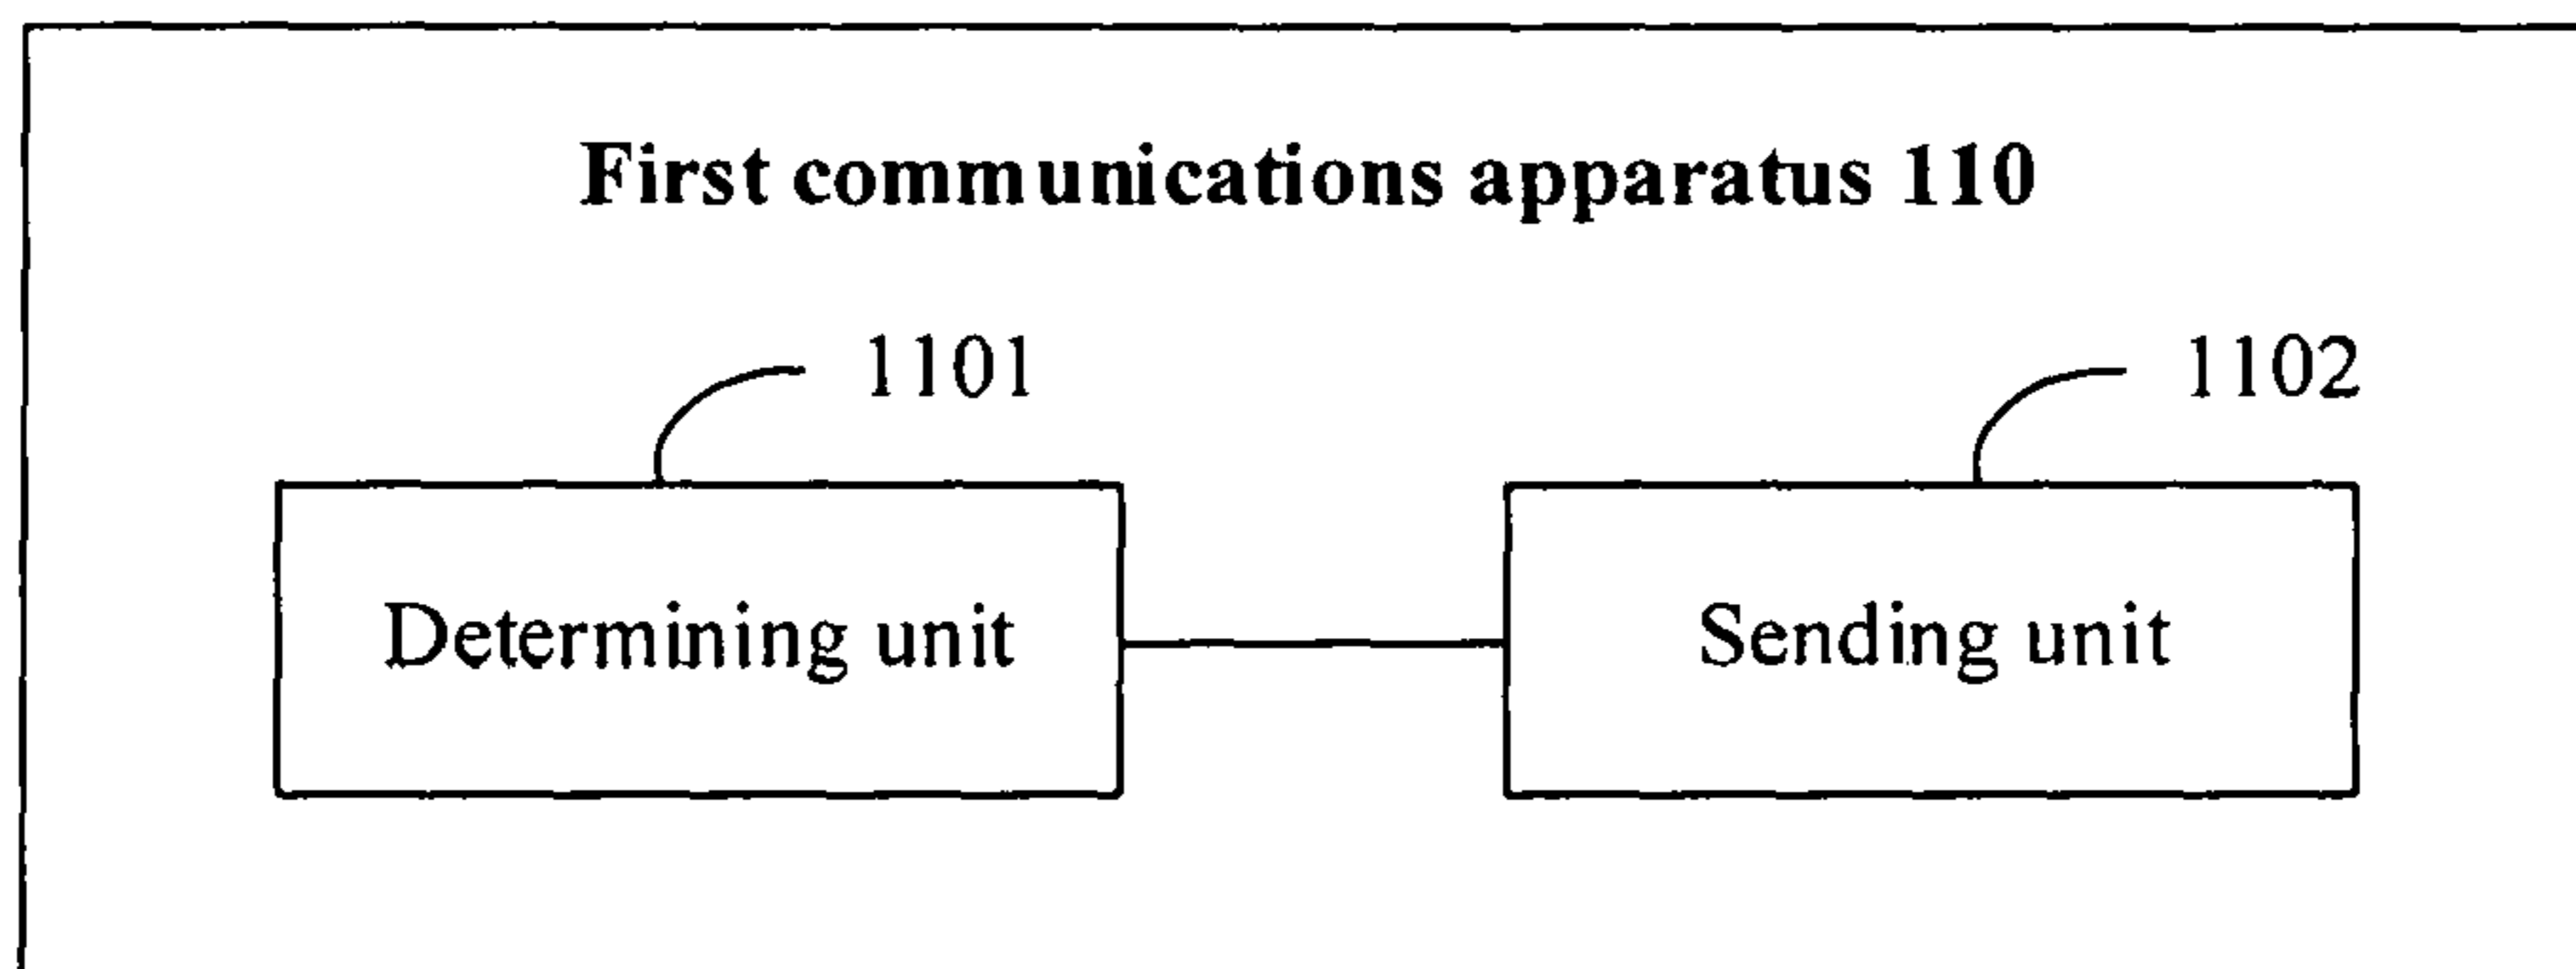 First communications apparatus 110
1101
1102
Determining unit
Sending unit